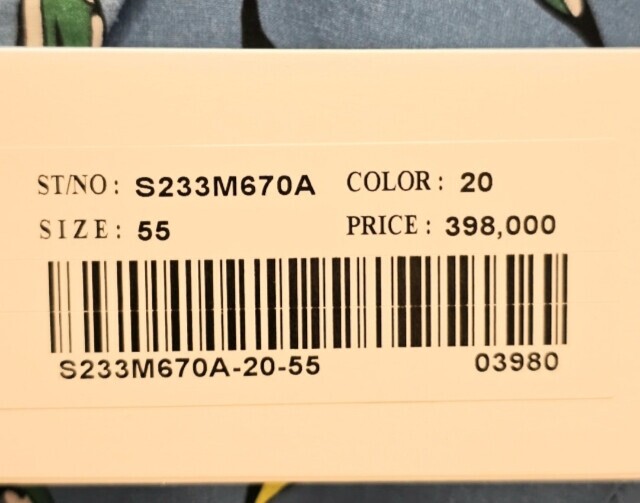 ST/NO: S233M670A COLOR: 20
SIZE: 55 PRICE: 398,000
S233M670A-20-55 03980